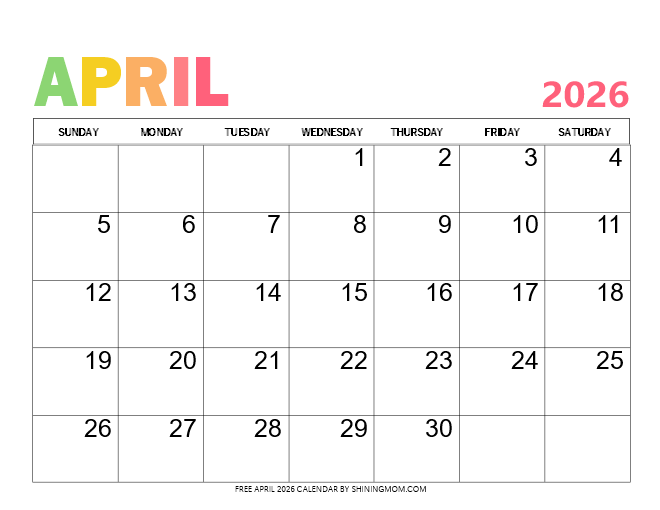 APRIL 2026
SUNDAY MONDAY TUESDAY WEDNESDAY THURSDAY FRIDAY SATURDAY
1 2 3 4
5 6 7 8 9 10 11
12 13 14 15 16 17 18
19 20 21 22 23 24 25
26 27 28 29 30
FREE APRIL 2026 CALENDAR BY SHININGMOM.COM